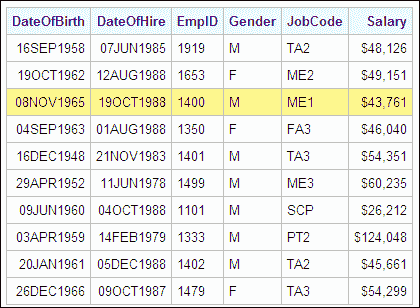 DateOfBirth DateOfHire EmpID Gender JobCode Salary
16SEP1958 07JUN1985 1919 M TA2 $48,126
19OCT1962 12AUG1988 1653 F ME2 $49,151
08NOV1965 19OCT1988 1400 M ME1 $43,761
04SEP1963 01AUG1988 1350 F FA3 $46,040
16DEC1948 21NOV1983 1401 M TA3 $54,351
29APR1952 11JUN1978 1499 M ME3 $60,235
09JUN1960 04OCT1988 1101 M SCP $26,212
03APR1959 14FEB1979 1333 M PT2 $124,048
20JAN1961 05DEC1988 1402 M TA2 $45,661
26DEC1966 09OCT1987 1479 F TA3 $54,299